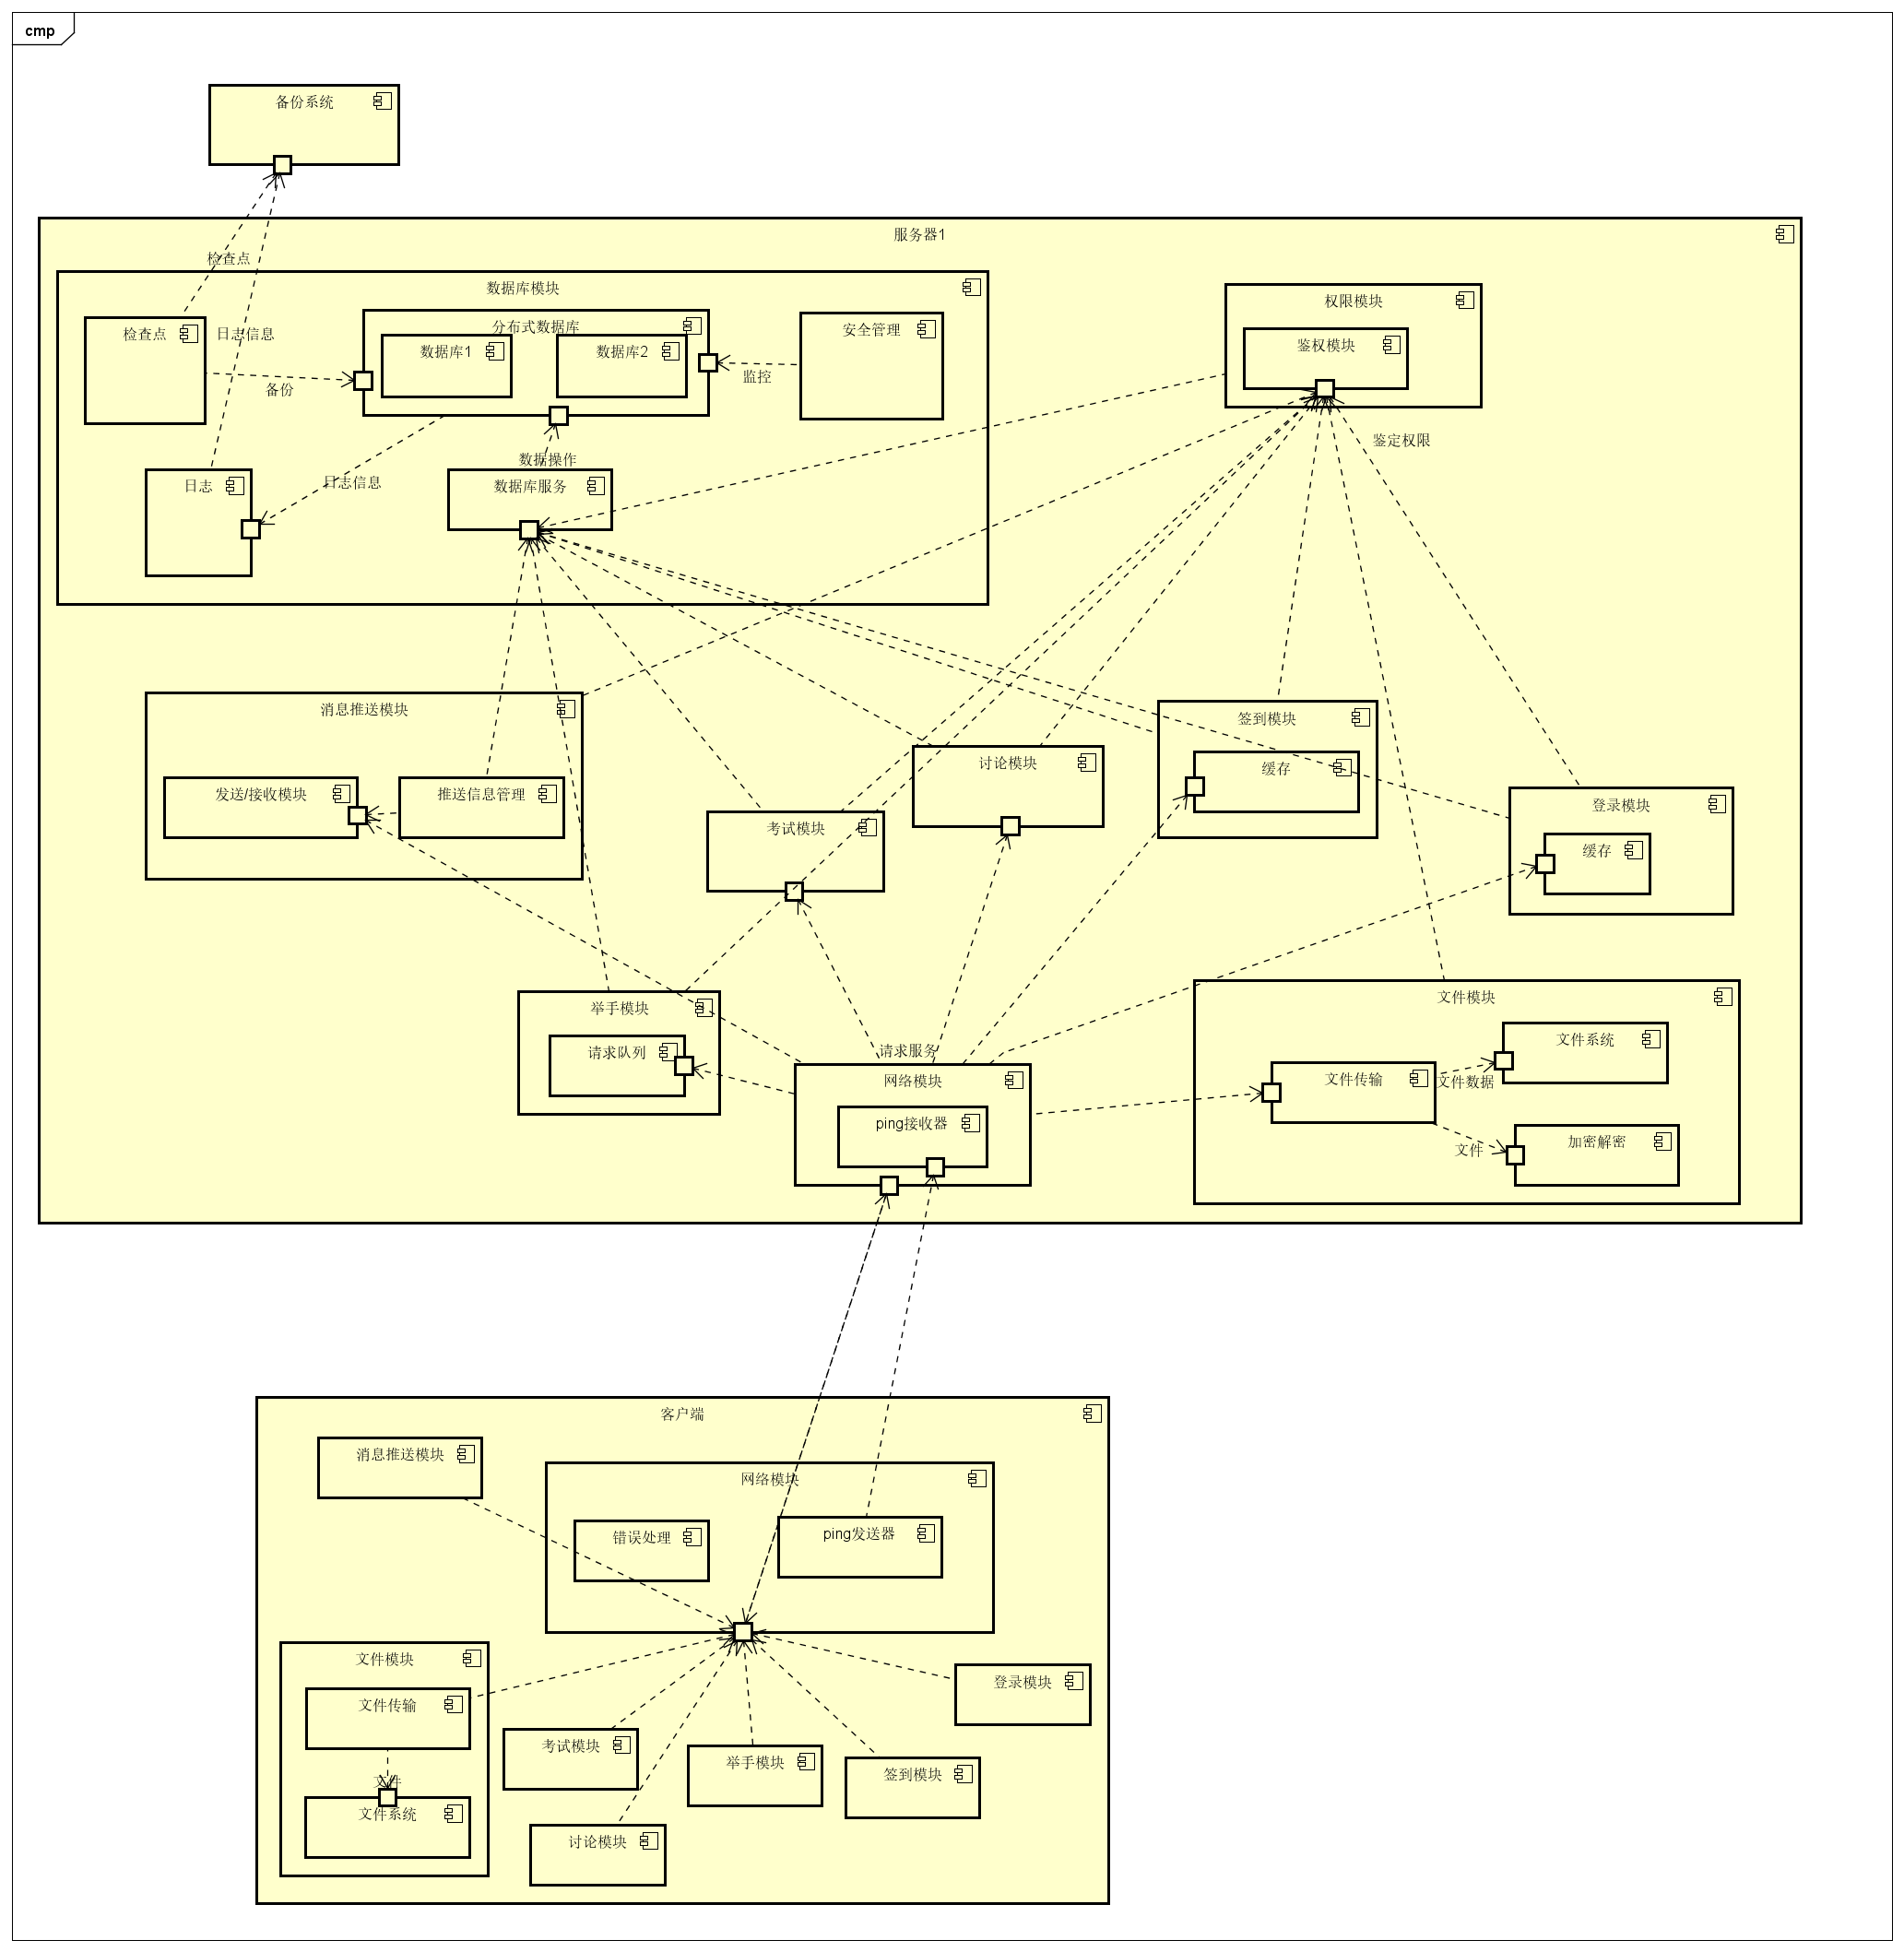 cmp
备份系统
服务器1
检查点
数据库模块
权限模块
检查点
日志信息
分布式数据库
安全管理
数据库1
数据库2
鉴权模块
备份
监控
鉴定权限
数据操作
日志
日志信息
数据库服务
消息推送模块
签到模块
讨论模块
缓存
发送/接收模块
推送信息管理
登录模块
考试模块
缓存
文件模块
举手模块
请求队列
请求服务
文件系统
网络模块
文件传输
文件数据
ping接收器
加密解密
文件
客户端
消息推送模块
网络模块
错误处理
ping发送器
文件模块
登录模块
文件传输
考试模块
举手模块
签到模块
文件
文件系统
讨论模块